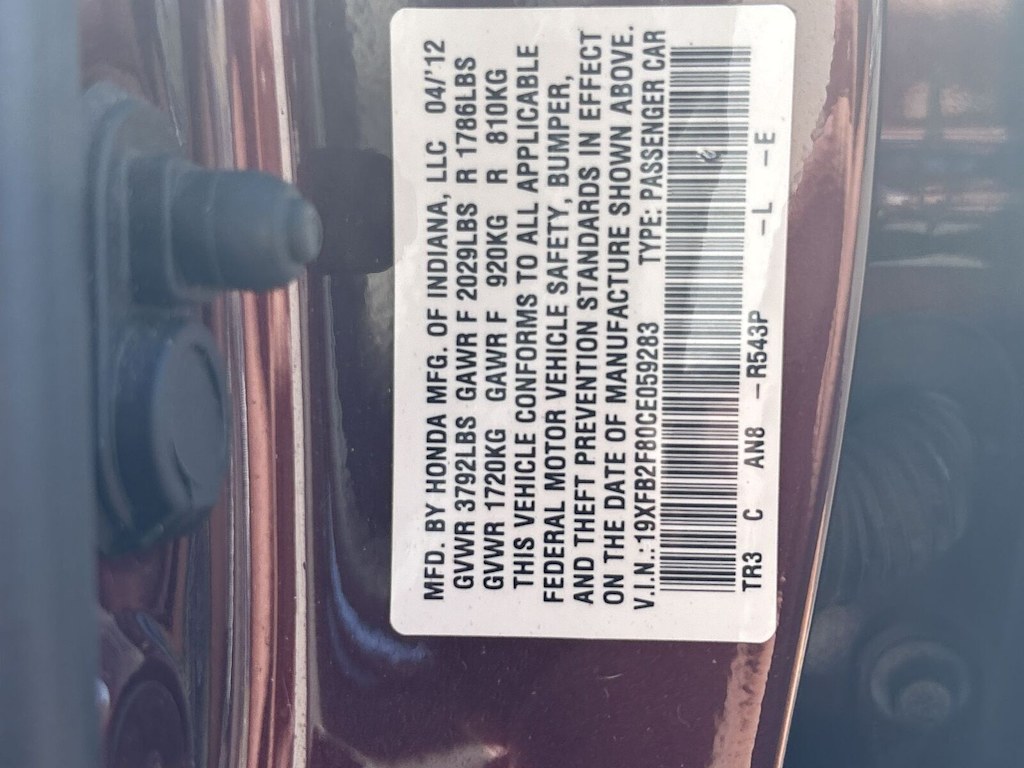 MFD. BY HONDA MFG. OF INDIANA, LLC 04/'12
GVWR 3792LBS GAWR F 2029LBS R 1786LBS
GVWR 1720KG GAWR F 920KG R 810KG
THIS VEHICLE CONFORMS TO ALL APPLICABLE
FEDERAL MOTOR VEHICLE SAFETY, BUMPER,
AND THEFT PREVENTION STANDARDS IN EFFECT
ON THE DATE OF MANUFACTURE SHOWN ABOVE.
V.I.N.: 19XFB2F80CE059283 TYPE: PASSENGER CAR
TR3 C AN8 -R543P -L -E